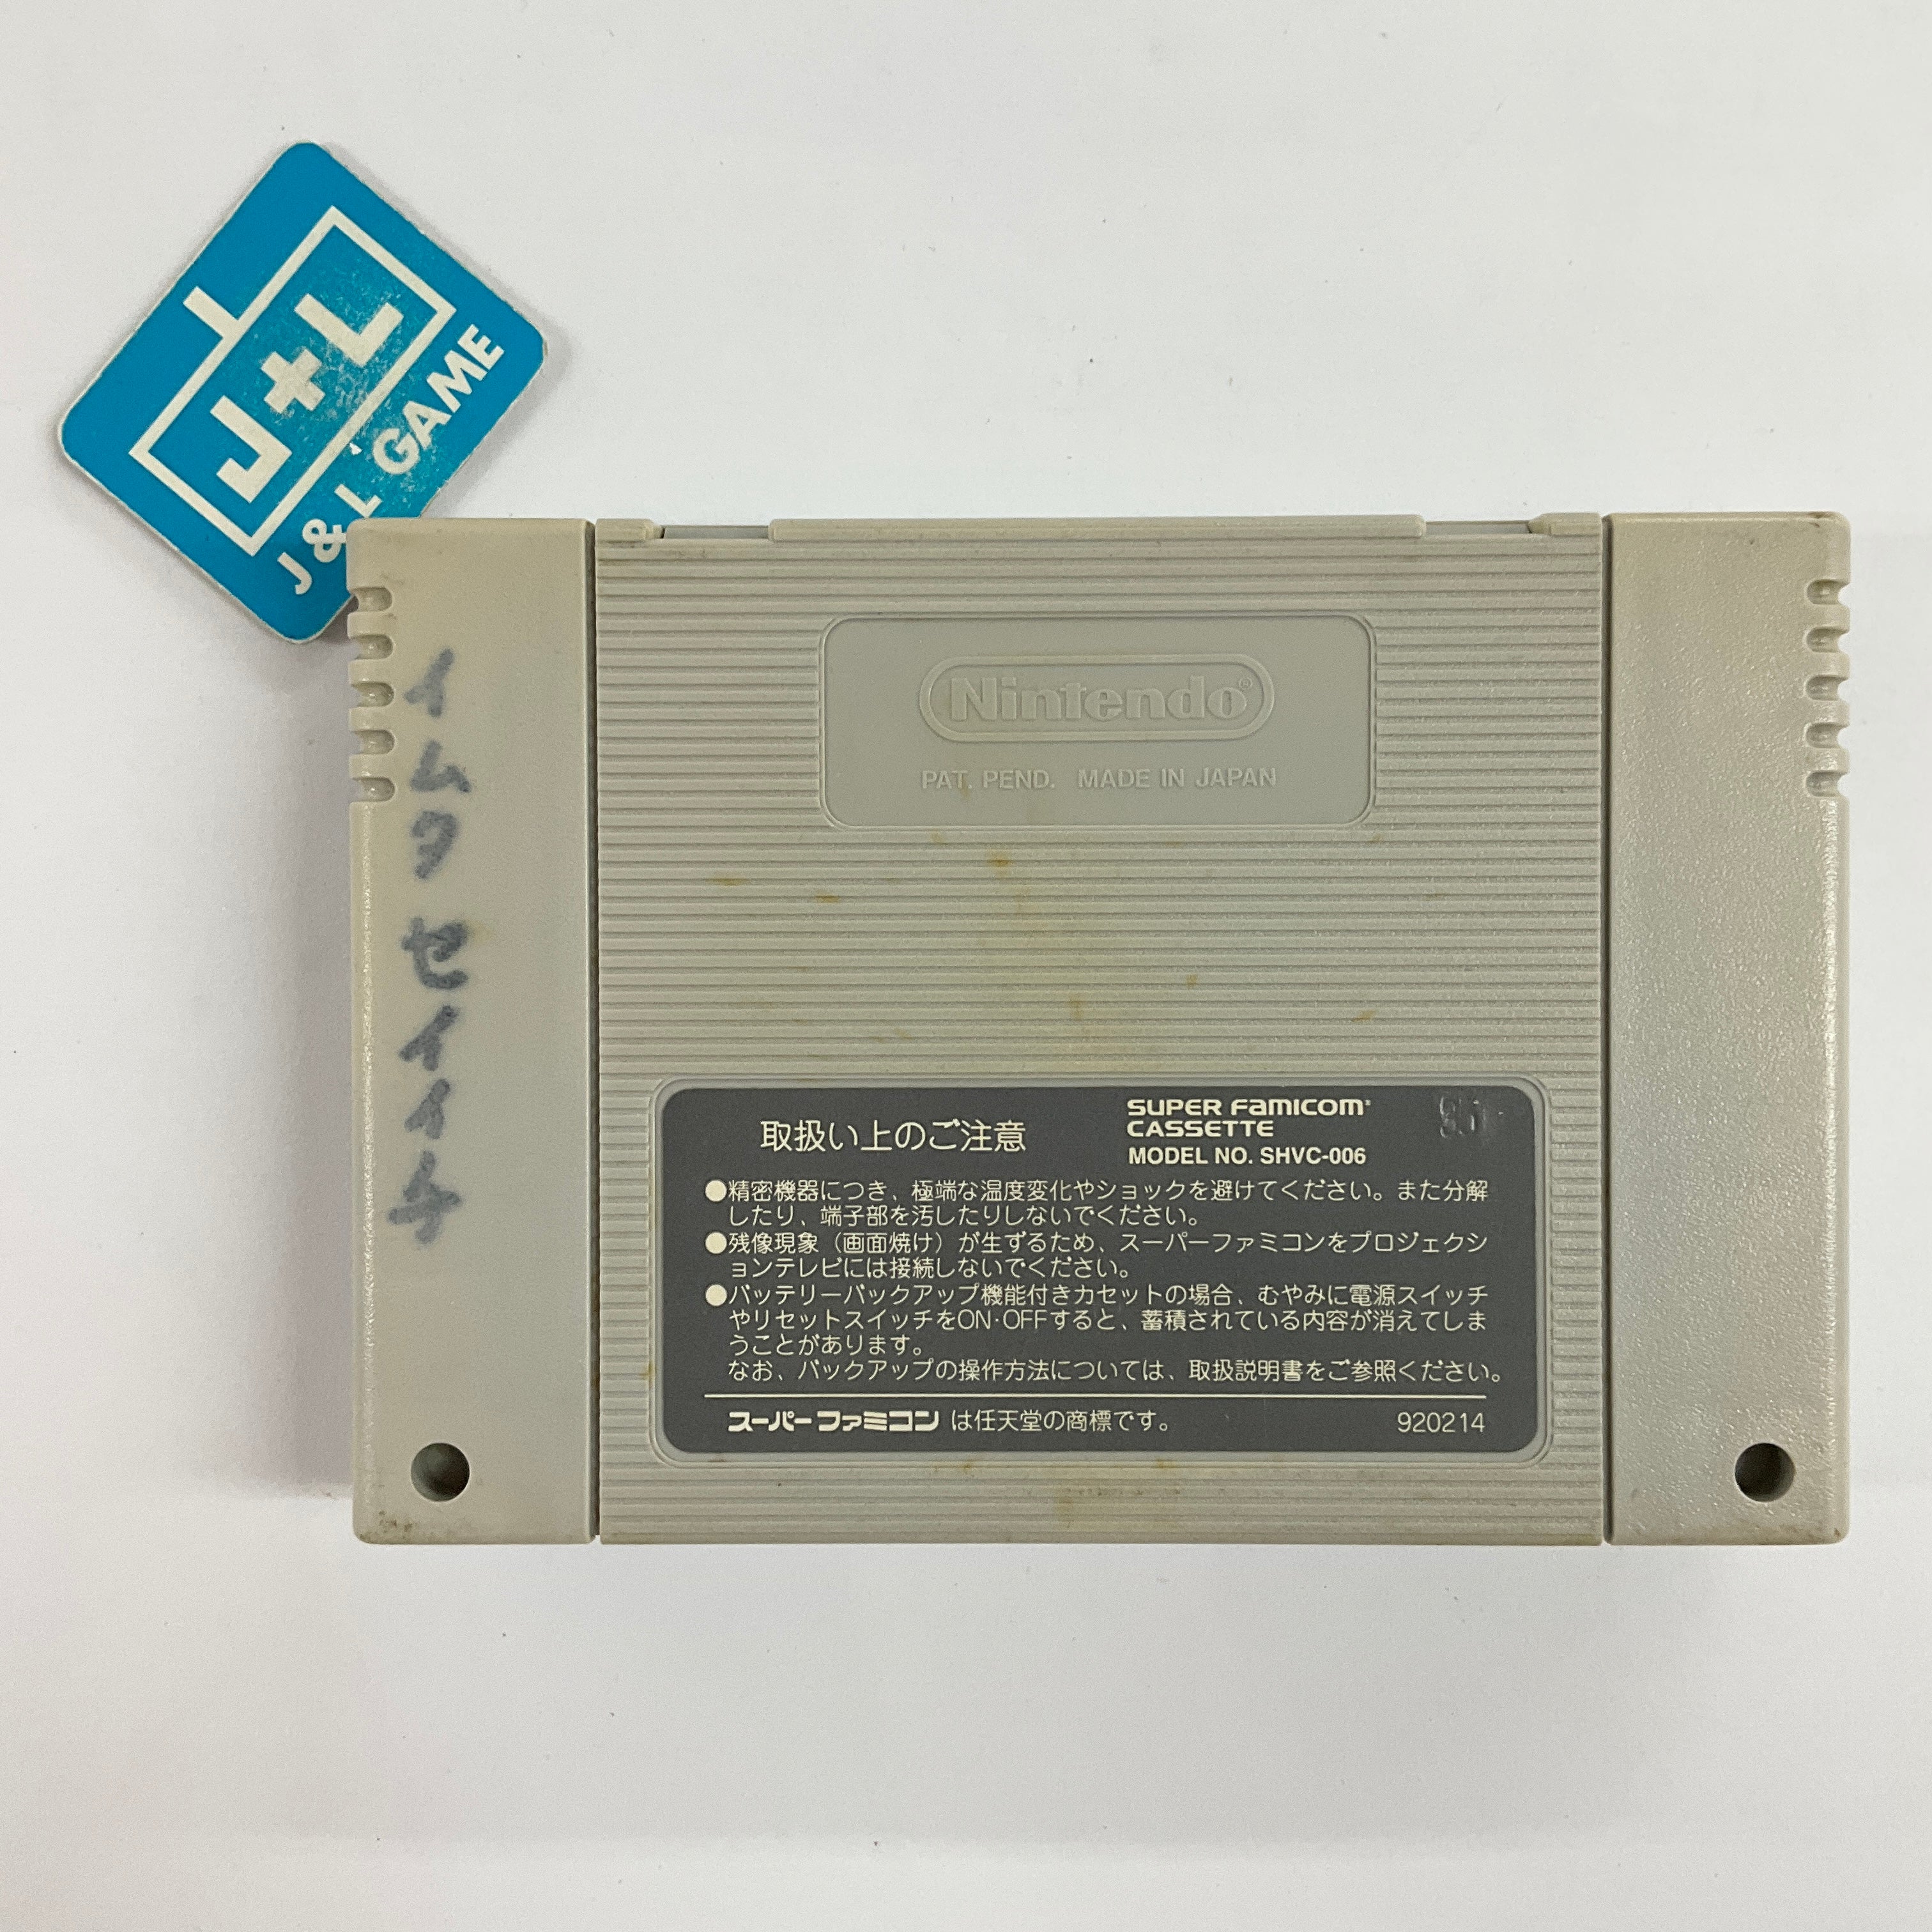 J+L
J & L GAME
イムタ セイイチ
Nintendo®
PAT. PEND. MADE IN JAPAN
取扱い上のご注意
SUPER FAMICOM
CASSETTE
MODEL NO. SHVC-006
●精密機器につき、極端な温度変化やショックを避けてください。また分解
したり、端子部を汚したりしないでください。
●残像現象（画面焼け）が生ずるため、スーパーファミコンをプロジェクシ
ョンテレビには接続しないでください。
●バッテリーバックアップ機能付きカセットの場合、むやみに電源スイッチ
やリセットスイッチをON·OFFすると、蓄積されている内容が消えてしま
うことがあります。
なお、バックアップの操作方法については、取扱説明書をご参照ください。
スーパーファミコン は任天堂の商標です。
920214